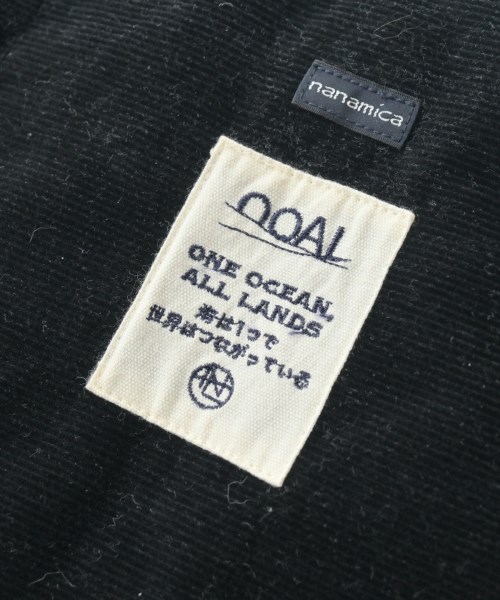 nanamica
OOAL
ONE OCEAN,
ALL LANDS
海は1つで
世界はつながっている